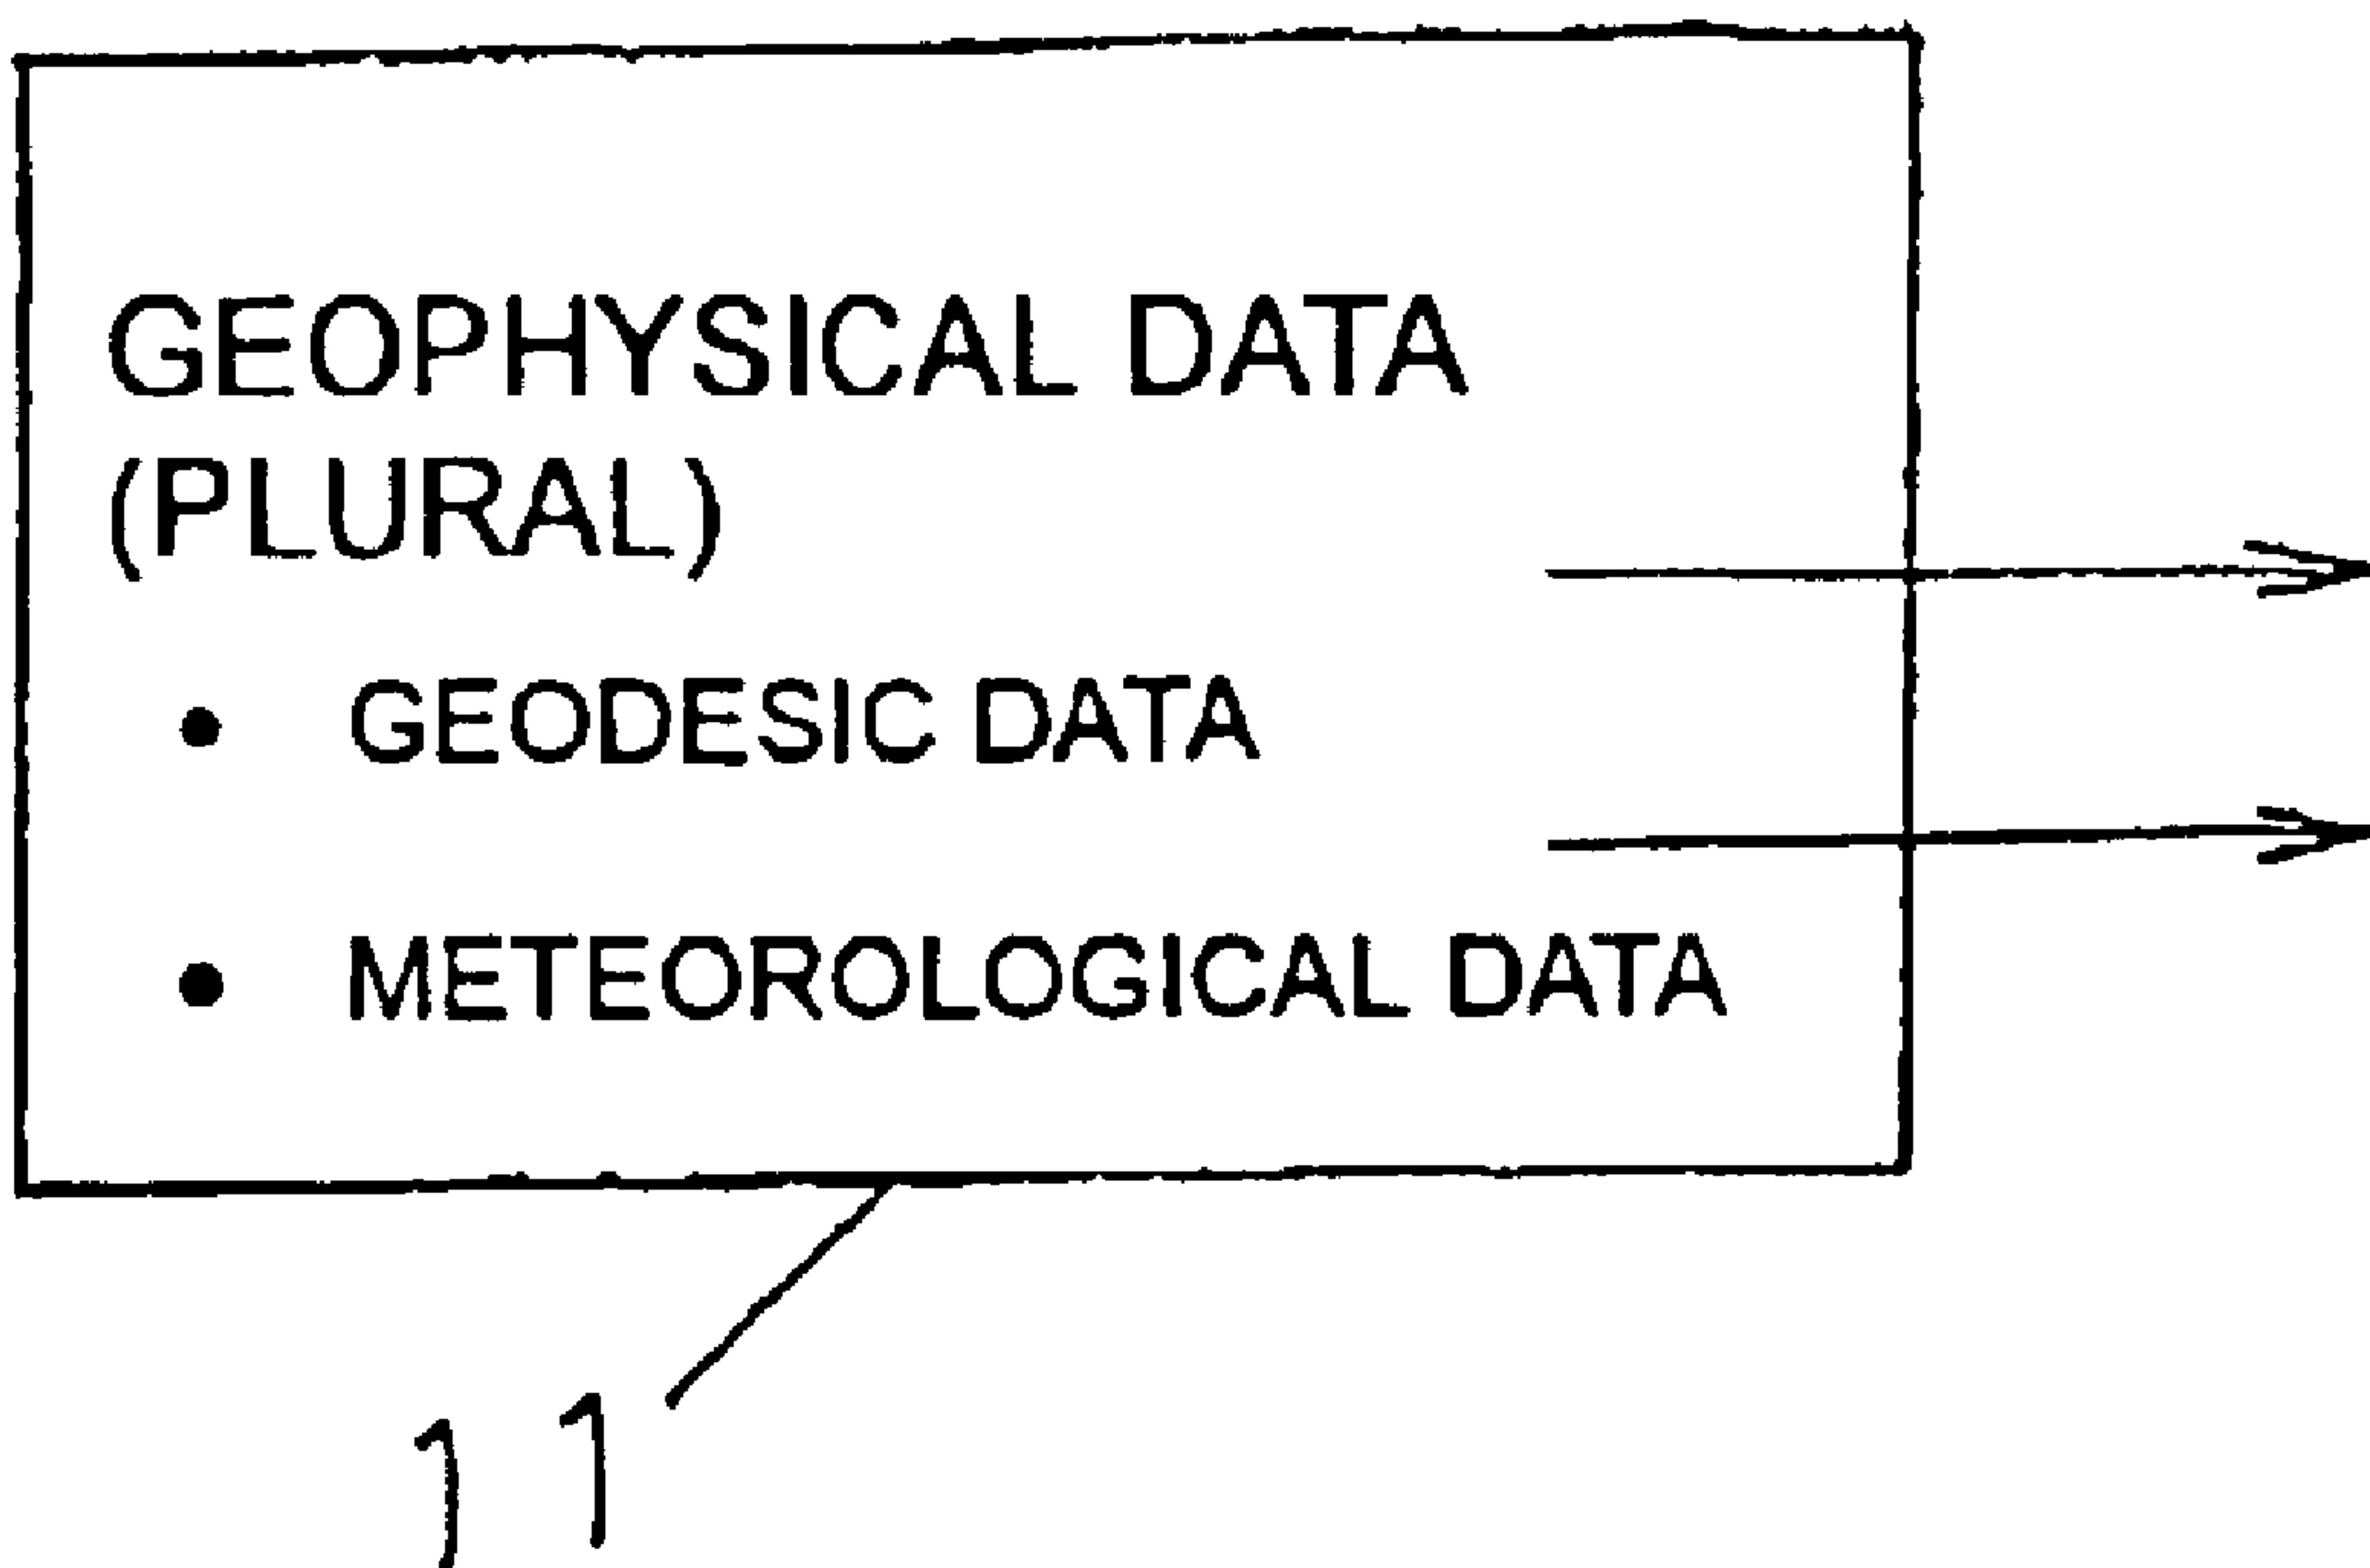 GEOPHYSICAL DATA
(PLURAL)
• GEODESIC DATA
• METEOROLOGICAL DATA
11